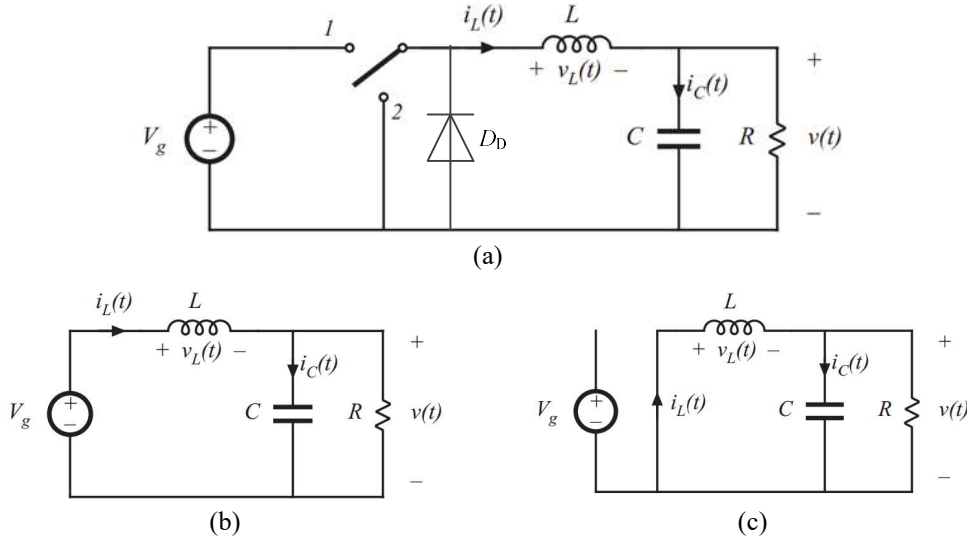 1
i_L(t)
L
+ v_L(t) −
+
i_C(t)
2
V_g
+
−
D_D
C
R
v(t)
−
(a)
i_L(t)
L
+ v_L(t) −
+
i_C(t)
V_g
+
−
C
R
v(t)
−
(b)
L
+ v_L(t) −
+
i_C(t)
V_g
+
−
i_L(t)
C
R
v(t)
−
(c)